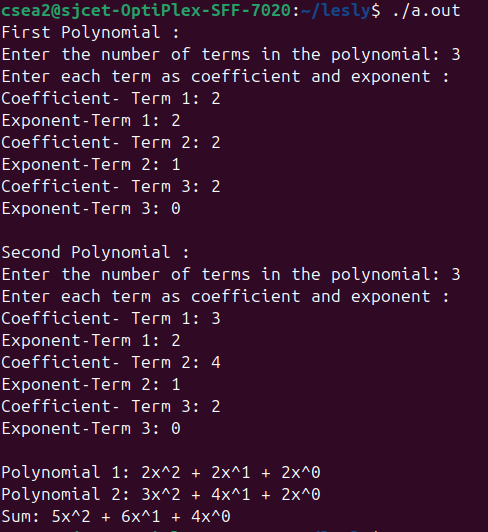 csea2@sjcet-OptiPlex-SFF-7020:~/lesly$ ./a.out
First Polynomial :
Enter the number of terms in the polynomial: 3
Enter each term as coefficient and exponent :
Coefficient- Term 1: 2
Exponent-Term 1: 2
Coefficient- Term 2: 2
Exponent-Term 2: 1
Coefficient- Term 3: 2
Exponent-Term 3: 0
Second Polynomial :
Enter the number of terms in the polynomial: 3
Enter each term as coefficient and exponent :
Coefficient- Term 1: 3
Exponent-Term 1: 2
Coefficient- Term 2: 4
Exponent-Term 2: 1
Coefficient- Term 3: 2
Exponent-Term 3: 0
Polynomial 1: 2x^2 + 2x^1 + 2x^0
Polynomial 2: 3x^2 + 4x^1 + 2x^0
Sum: 5x^2 + 6x^1 + 4x^0